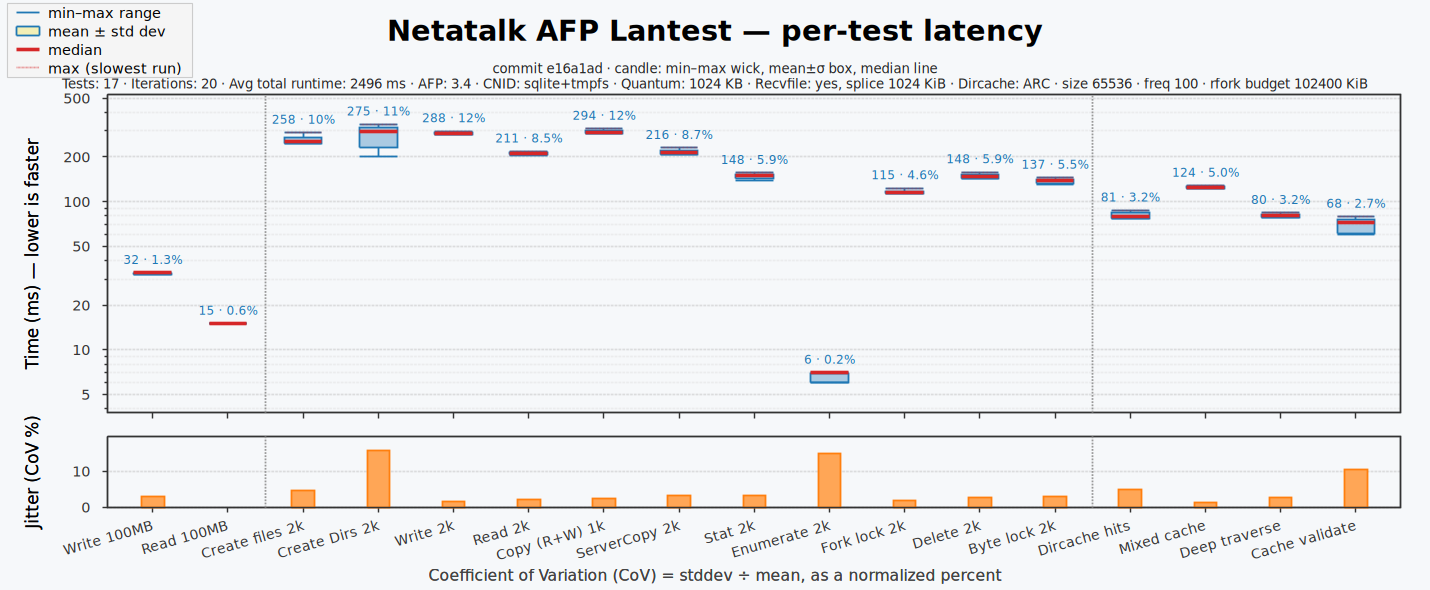 min–max range
mean ± std dev
median
max (slowest run)
Netatalk AFP Lantest — per-test latency
commit e16a1ad · candle: min–max wick, mean±σ box, median line
Tests: 17 · Iterations: 20 · Avg total runtime: 2496 ms · AFP: 3.4 · CNID: sqlite+tmpfs · Quantum: 1024 KB · Recvfile: yes, splice 1024 KiB · Dircache: ARC · size 65536 · freq 100 · rfork budget 102400 KiB
Time (ms) — lower is faster
500
200
100
50
20
10
5
32 · 1.3%
15 · 0.6%
258 · 10%
275 · 11%
288 · 12%
211 · 8.5%
294 · 12%
216 · 8.7%
148 · 5.9%
6 · 0.2%
115 · 4.6%
148 · 5.9%
137 · 5.5%
81 · 3.2%
124 · 5.0%
80 · 3.2%
68 · 2.7%
Jitter (CoV %)
10
0
Write 100MB
Read 100MB
Create files 2k
Create Dirs 2k
Write 2k
Read 2k
Copy (R+W) 1k
ServerCopy 2k
Stat 2k
Enumerate 2k
Fork lock 2k
Delete 2k
Byte lock 2k
Dircache hits
Mixed cache
Deep traverse
Cache validate
Coefficient of Variation (CoV) = stddev ÷ mean, as a normalized percent